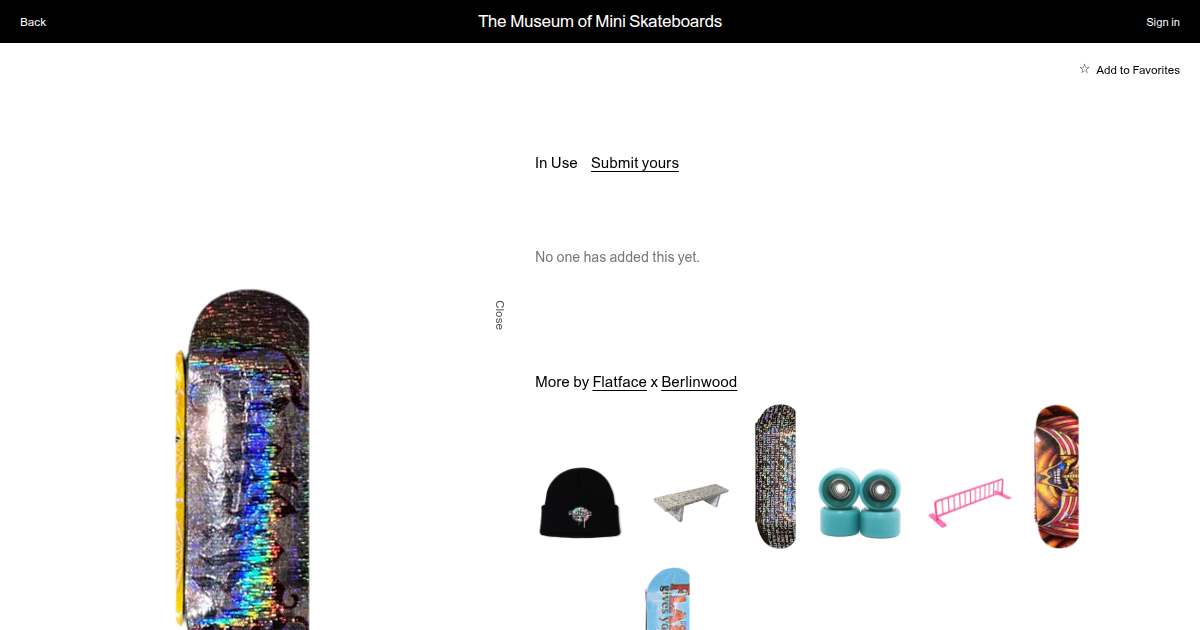 Back
The Museum of Mini Skateboards
Sign in
☆ Add to Favorites
In Use Submit yours
No one has added this yet.
Close
More by Flatface x Berlinwood